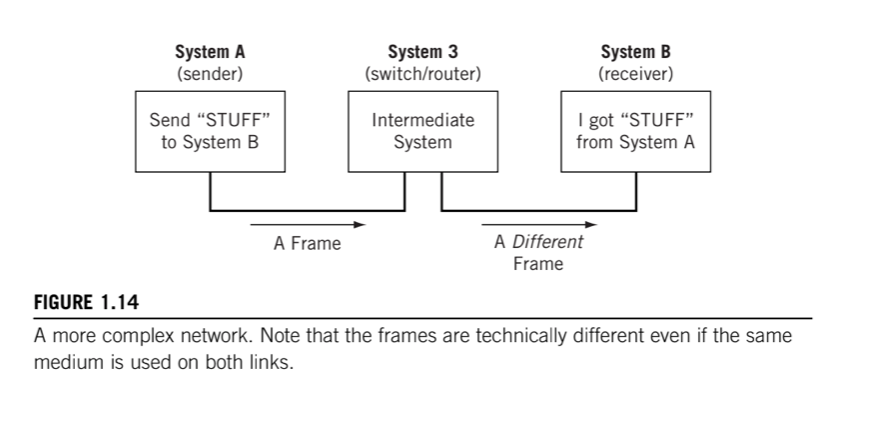 System A
(sender)
System 3
(switch/router)
System B
(receiver)
Send “STUFF”
to System B
Intermediate
System
I got “STUFF”
from System A
A Frame
A Different
Frame
FIGURE 1.14
A more complex network. Note that the frames are technically different even if the same
medium is used on both links.